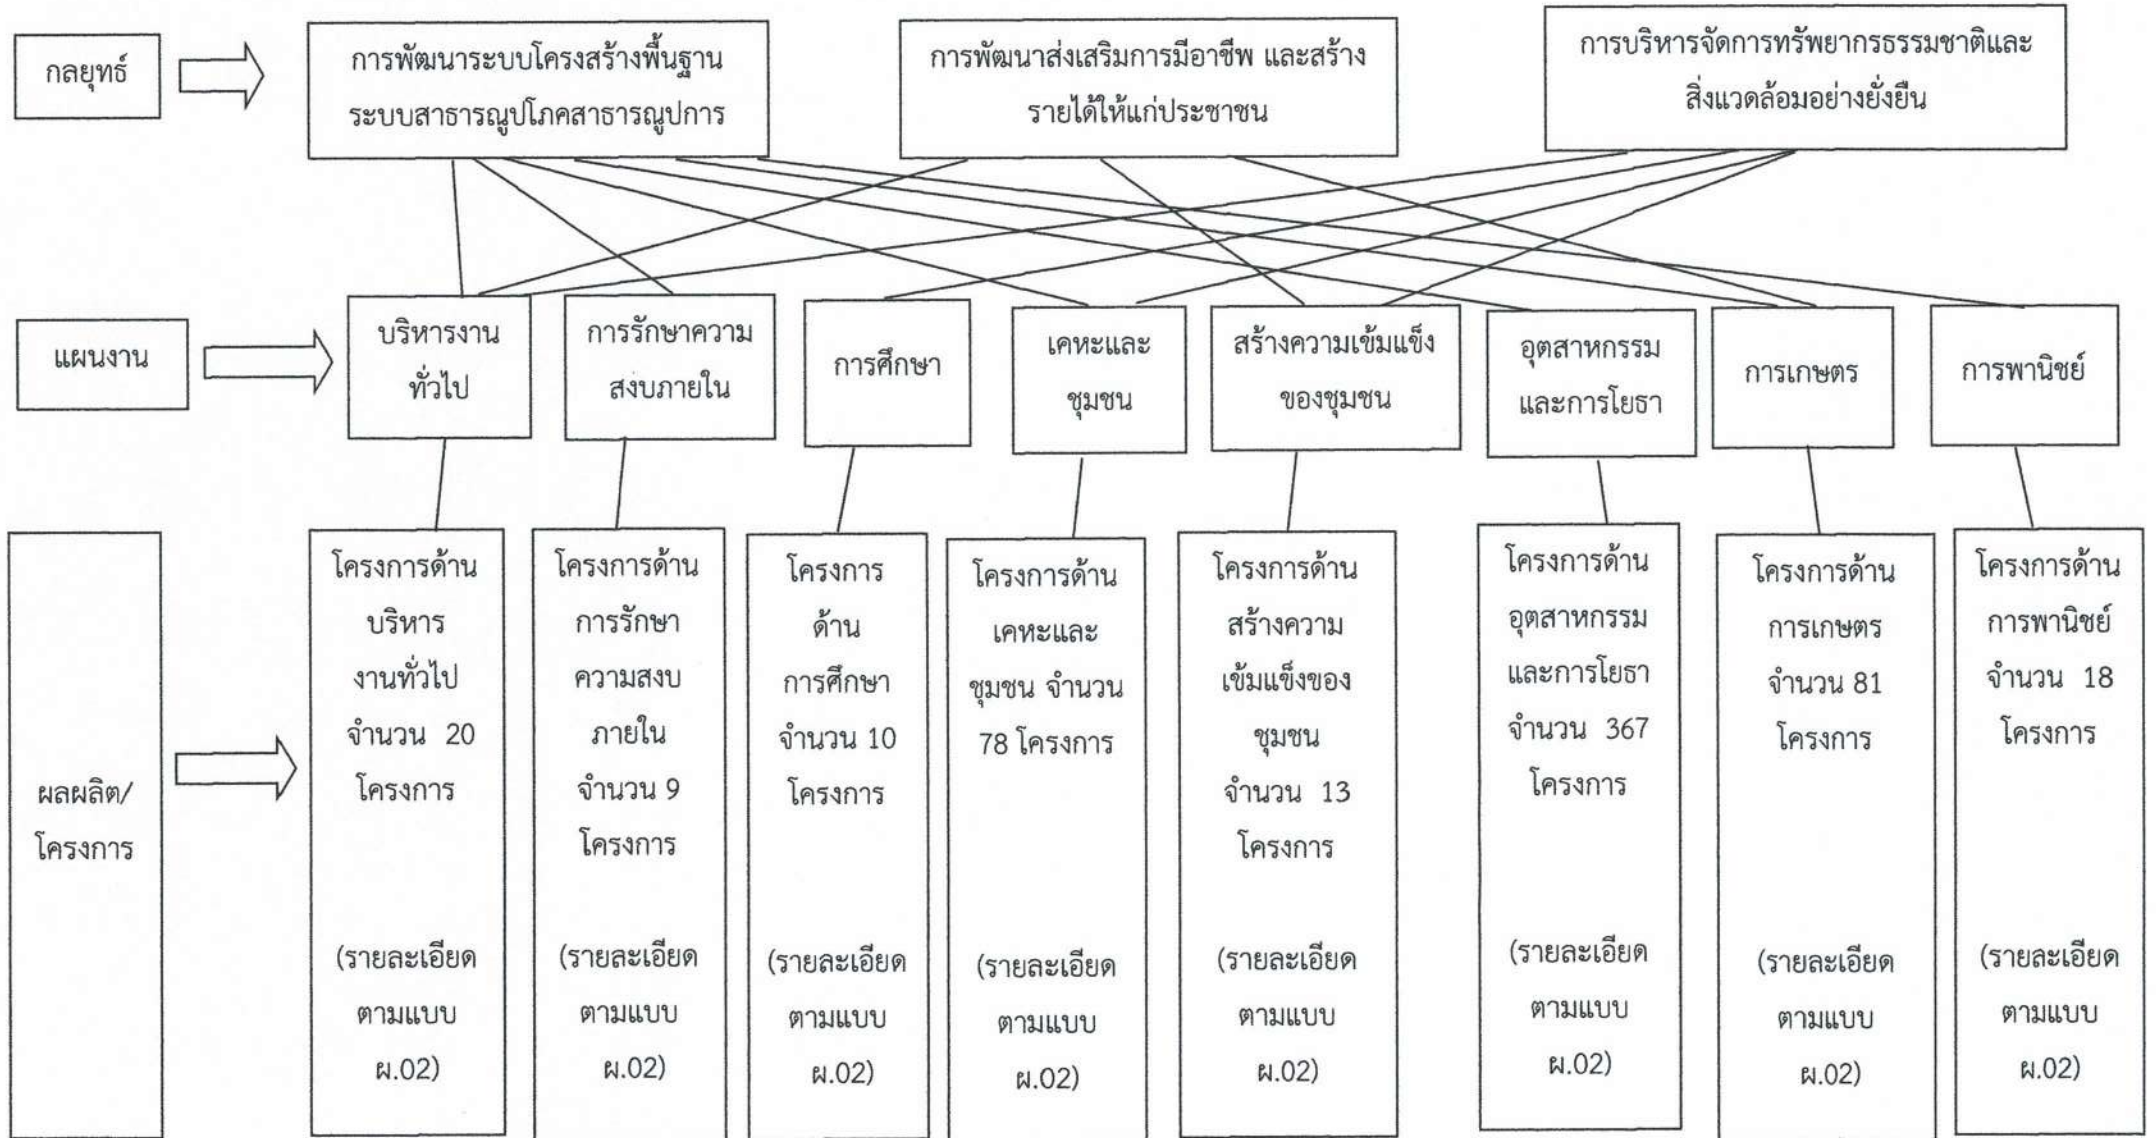 กลยุทธ์
การพัฒนาระบบโครงสร้างพื้นฐาน
ระบบสาธารณูปโภคสาธารณูปการ
การพัฒนาส่งเสริมการมีอาชีพ และสร้าง
รายได้ให้แก่ประชาชน
การบริหารจัดการทรัพยากรธรรมชาติและ
สิ่งแวดล้อมอย่างยั่งยืน
แผนงาน
บริหารงาน
ทั่วไป
การรักษาความ
สงบภายใน
การศึกษา
เคหะและ
ชุมชน
สร้างความเข้มแข็ง
ของชุมชน
อุตสาหกรรม
และการโยธา
การเกษตร
การพานิชย์
ผลผลิต/
โครงการ
โครงการด้าน
บริหาร
งานทั่วไป
จำนวน 20
โครงการ
(รายละเอียด
ตามแบบ
ผ.02)
โครงการด้าน
การรักษา
ความสงบ
ภายใน
จำนวน 9
โครงการ
(รายละเอียด
ตามแบบ
ผ.02)
โครงการ
ด้าน
การศึกษา
จำนวน 10
โครงการ
(รายละเอียด
ตามแบบ
ผ.02)
โครงการด้าน
เคหะและ
ชุมชน จำนวน
78 โครงการ
(รายละเอียด
ตามแบบ
ผ.02)
โครงการด้าน
สร้างความ
เข้มแข็งของ
ชุมชน
จำนวน 13
โครงการ
(รายละเอียด
ตามแบบ
ผ.02)
โครงการด้าน
อุตสาหกรรม
และการโยธา
จำนวน 367
โครงการ
(รายละเอียด
ตามแบบ
ผ.02)
โครงการด้าน
การเกษตร
จำนวน 81
โครงการ
(รายละเอียด
ตามแบบ
ผ.02)
โครงการด้าน
การพานิชย์
จำนวน 18
โครงการ
(รายละเอียด
ตามแบบ
ผ.02)